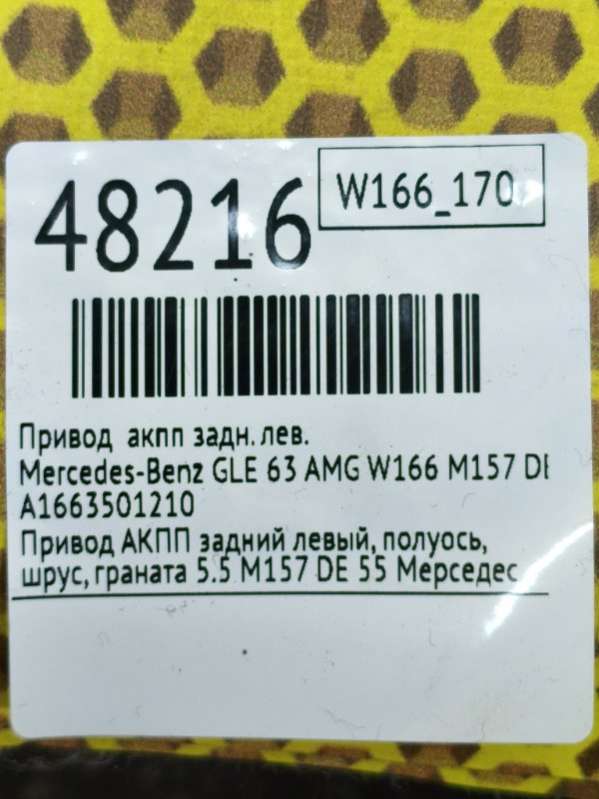 48216
W166_170
Привод акпп задн. лев.
Mercedes-Benz GLE 63 AMG W166 M157
A1663501210
Привод АКПП задний левый, полуось,
шрус, граната 5.5 M157 DE 55 Мерседес